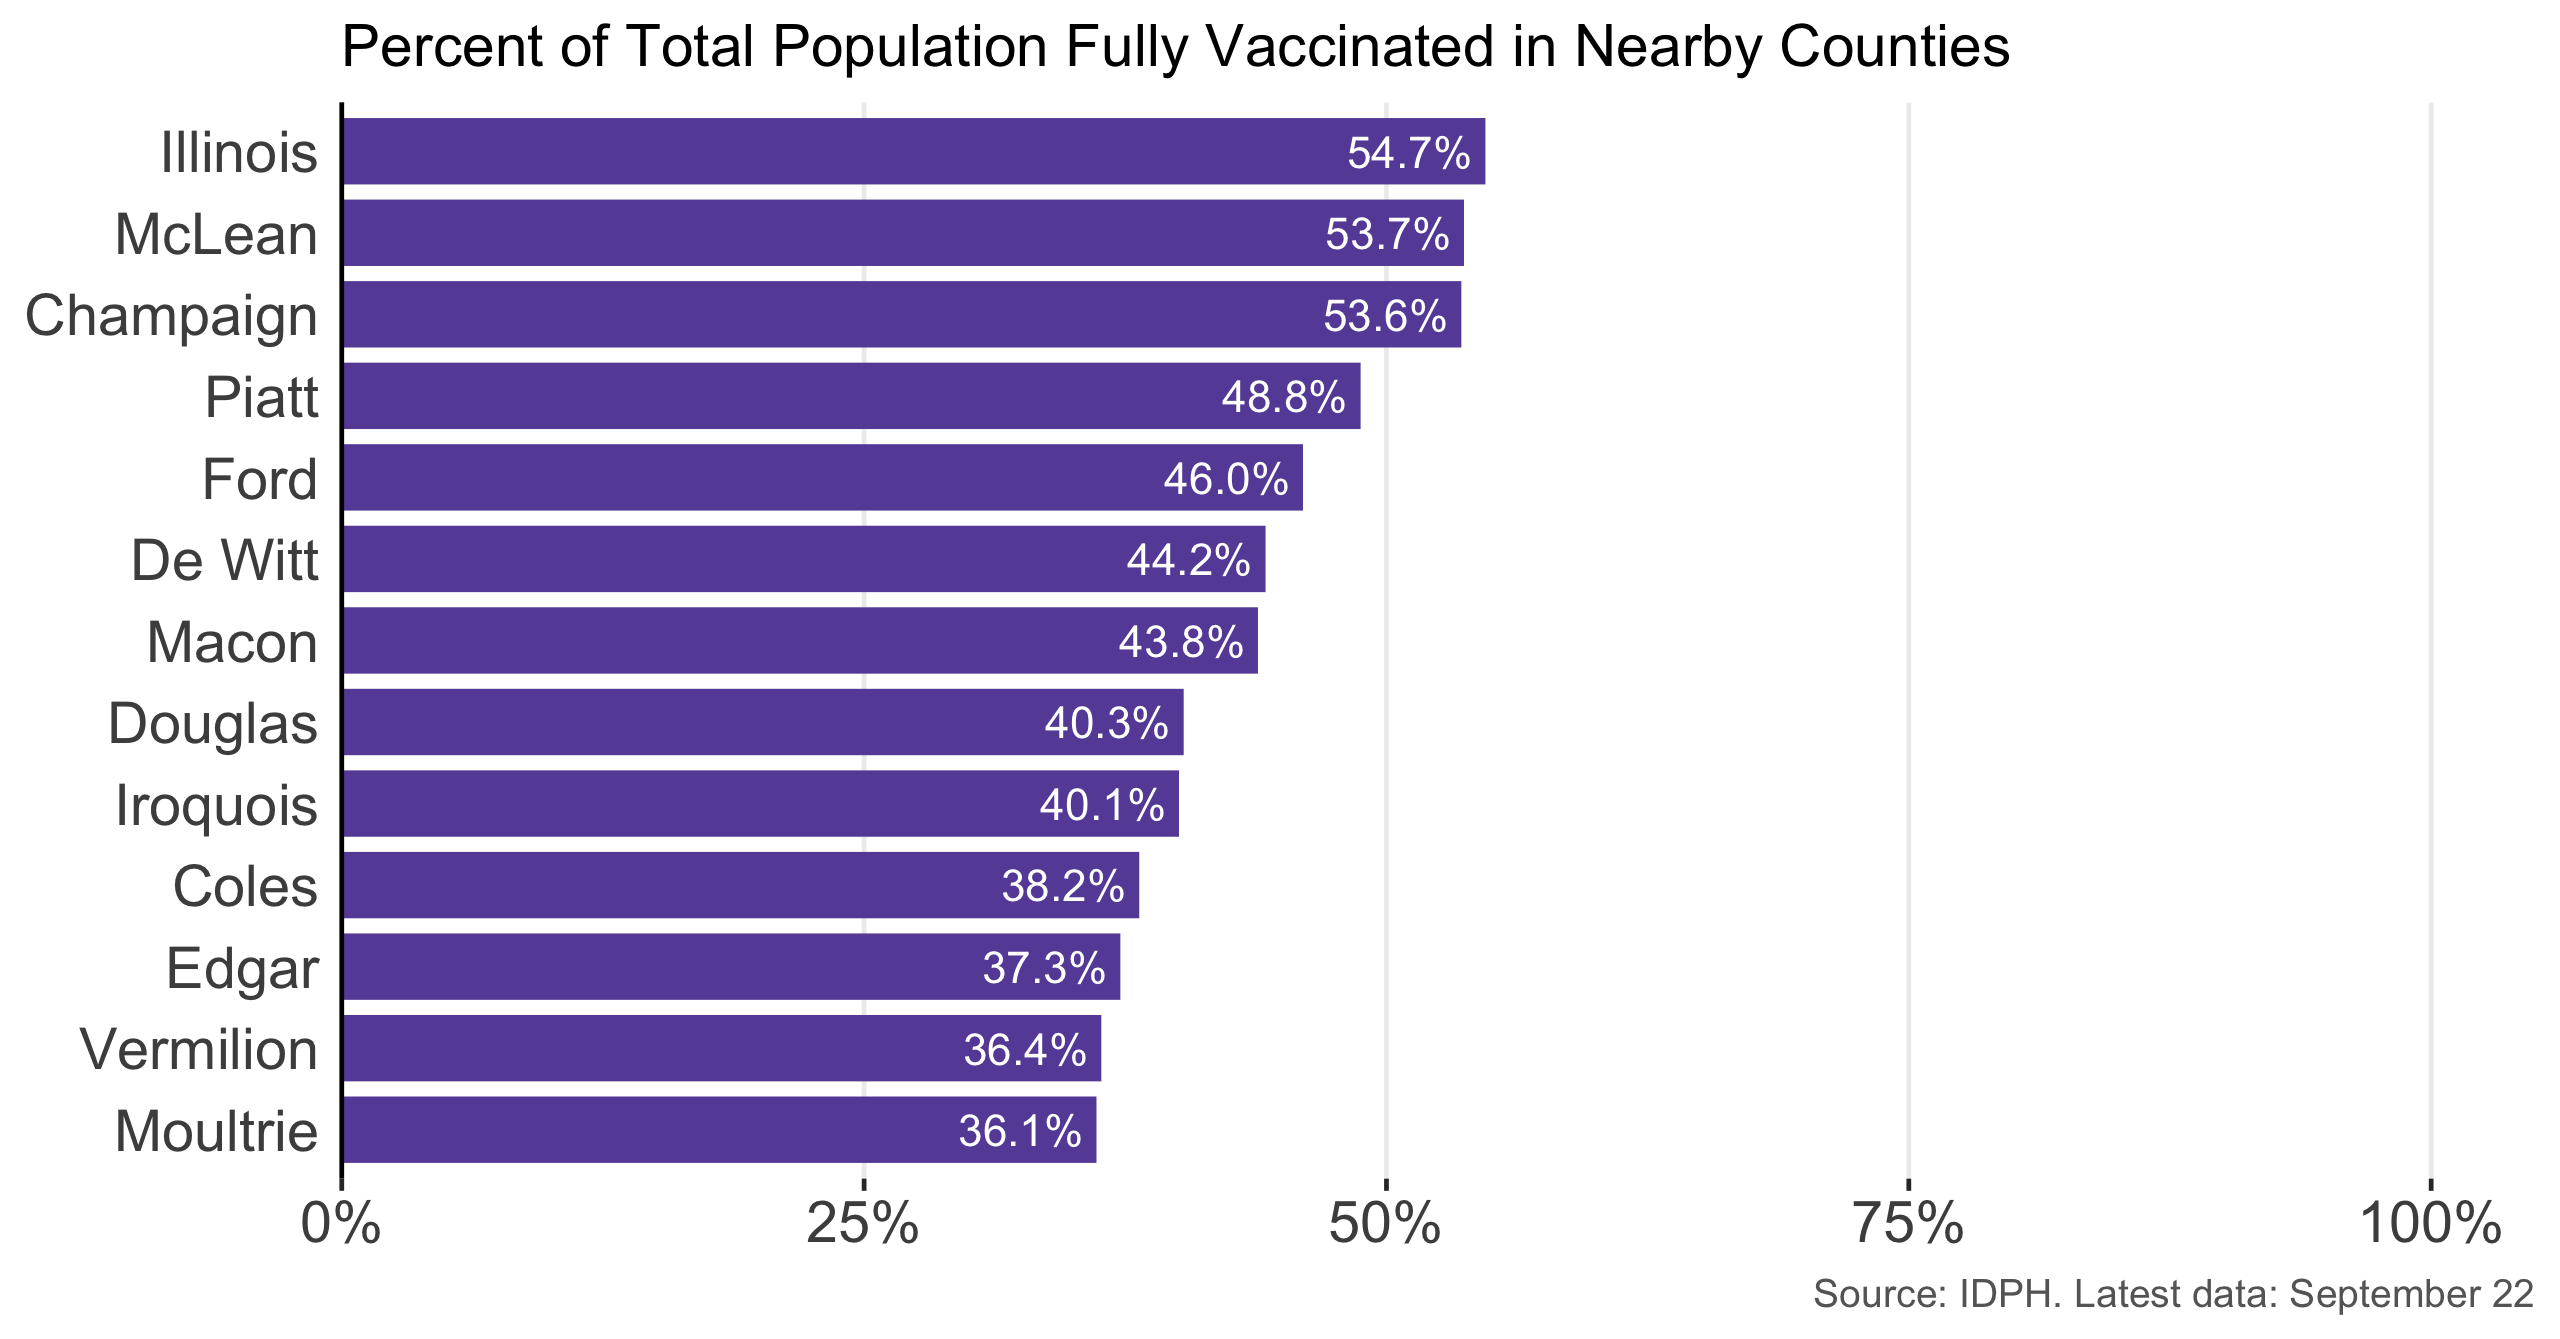 Percent of Total Population Fully Vaccinated in Nearby Counties
Illinois 54.7%
McLean 53.7%
Champaign 53.6%
Piatt 48.8%
Ford 46.0%
De Witt 44.2%
Macon 43.8%
Douglas 40.3%
Iroquois 40.1%
Coles 38.2%
Edgar 37.3%
Vermilion 36.4%
Moultrie 36.1%
0% 25% 50% 75% 100%
Source: IDPH. Latest data: September 22